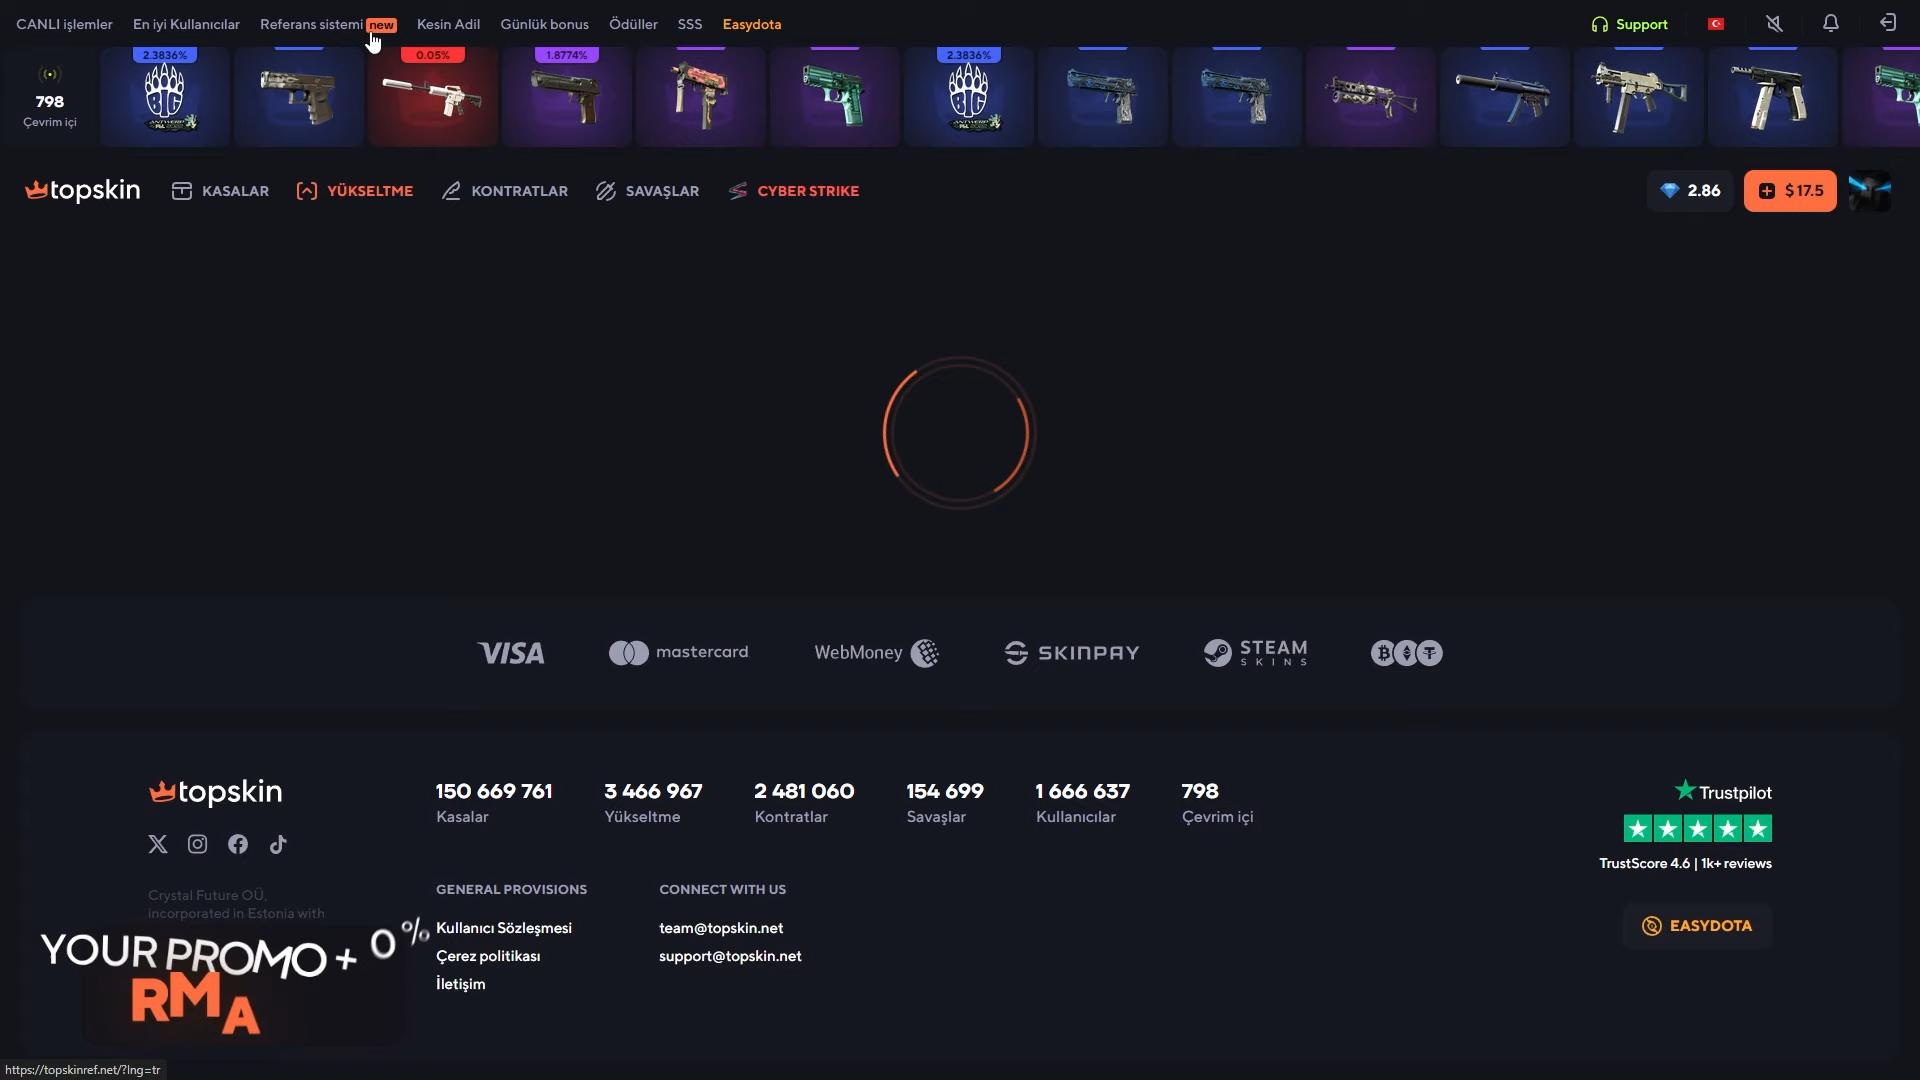 CANLI işlemler En iyi Kullanıcılar Referans sistemi new Kesin Adil Günlük bonus Ödüller SSS Easydota Support
2.3836% 0.05% 1.8774% 2.3836%
798
Çevrim içi
BIG BIG
ANTWERP ANTWERP
topskin KASALAR YÜKSELTME KONTRATLAR SAVAŞLAR CYBER STRIKE 2.86 $ 17.5
VISA mastercard WebMoney SKINPAY STEAM SKINS
topskin
150 669 761 3 466 967 2 481 060 154 699 1 666 637 798
Kasalar Yükseltme Kontratlar Savaşlar Kullanıcılar Çevrim içi
Trustpilot
TrustScore 4.6 | 1k+ reviews
Crystal Future OÜ,
incorporated in Estonia with
GENERAL PROVISIONS
Kullanıcı Sözleşmesi
Çerez politikası
İletişim
CONNECT WITH US
team@topskin.net
support@topskin.net
EASYDOTA
YOUR PROMO + 0%
RMA
https://topskinref.net/?lng=tr